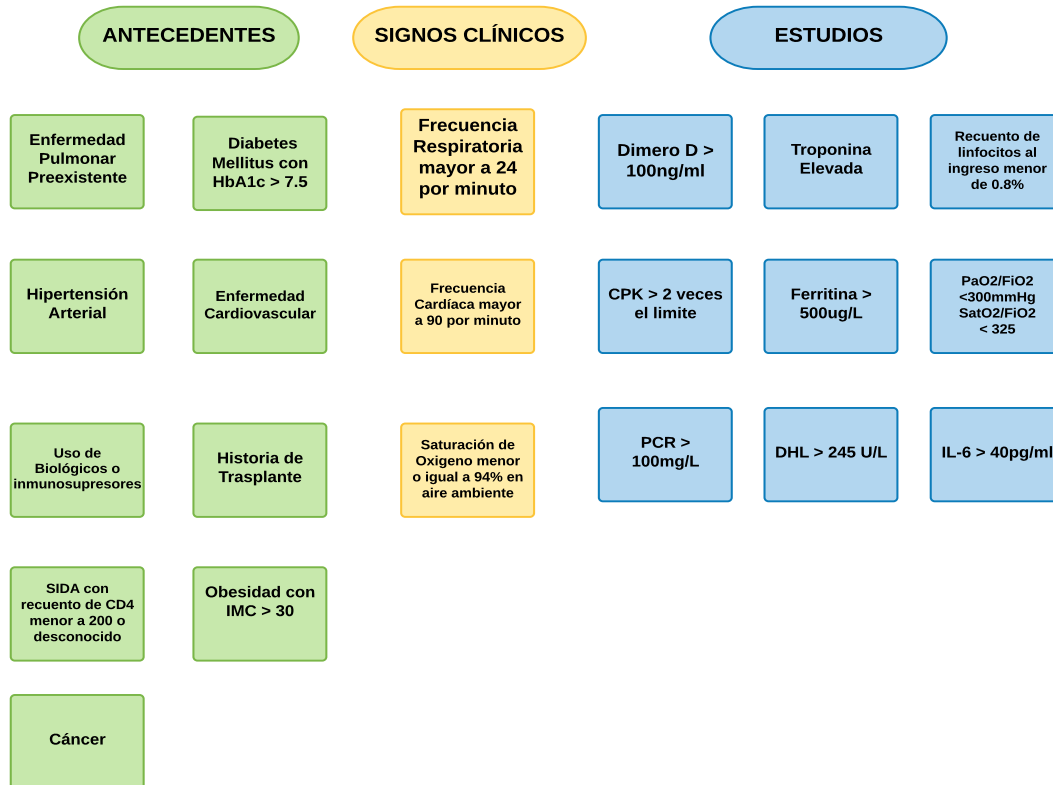 ANTECEDENTES
SIGNOS CLÍNICOS
ESTUDIOS
Enfermedad
Pulmonar
Preexistente
Diabetes
Mellitus con
HbA1c > 7.5
Frecuencia
Respiratoria
mayor a 24
por minuto
Dimero D >
100ng/ml
Troponina
Elevada
Recuento de
linfocitos al
ingreso menor
de 0.8%
Hipertensión
Arterial
Enfermedad
Cardiovascular
Frecuencia
Cardíaca mayor
a 90 por minuto
CPK > 2 veces
el limite
Ferritina >
500ug/L
PaO2/FiO2
<300mmHg
SatO2/FiO2
< 325
Uso de
Biológicos o
inmunosupresores
Historia de
Trasplante
Saturación de
Oxigeno menor
o igual a 94% en
aire ambiente
PCR >
100mg/L
DHL > 245 U/L
IL-6 > 40pg/ml
SIDA con
recuento de CD4
menor a 200 o
desconocido
Obesidad con
IMC > 30
Cáncer